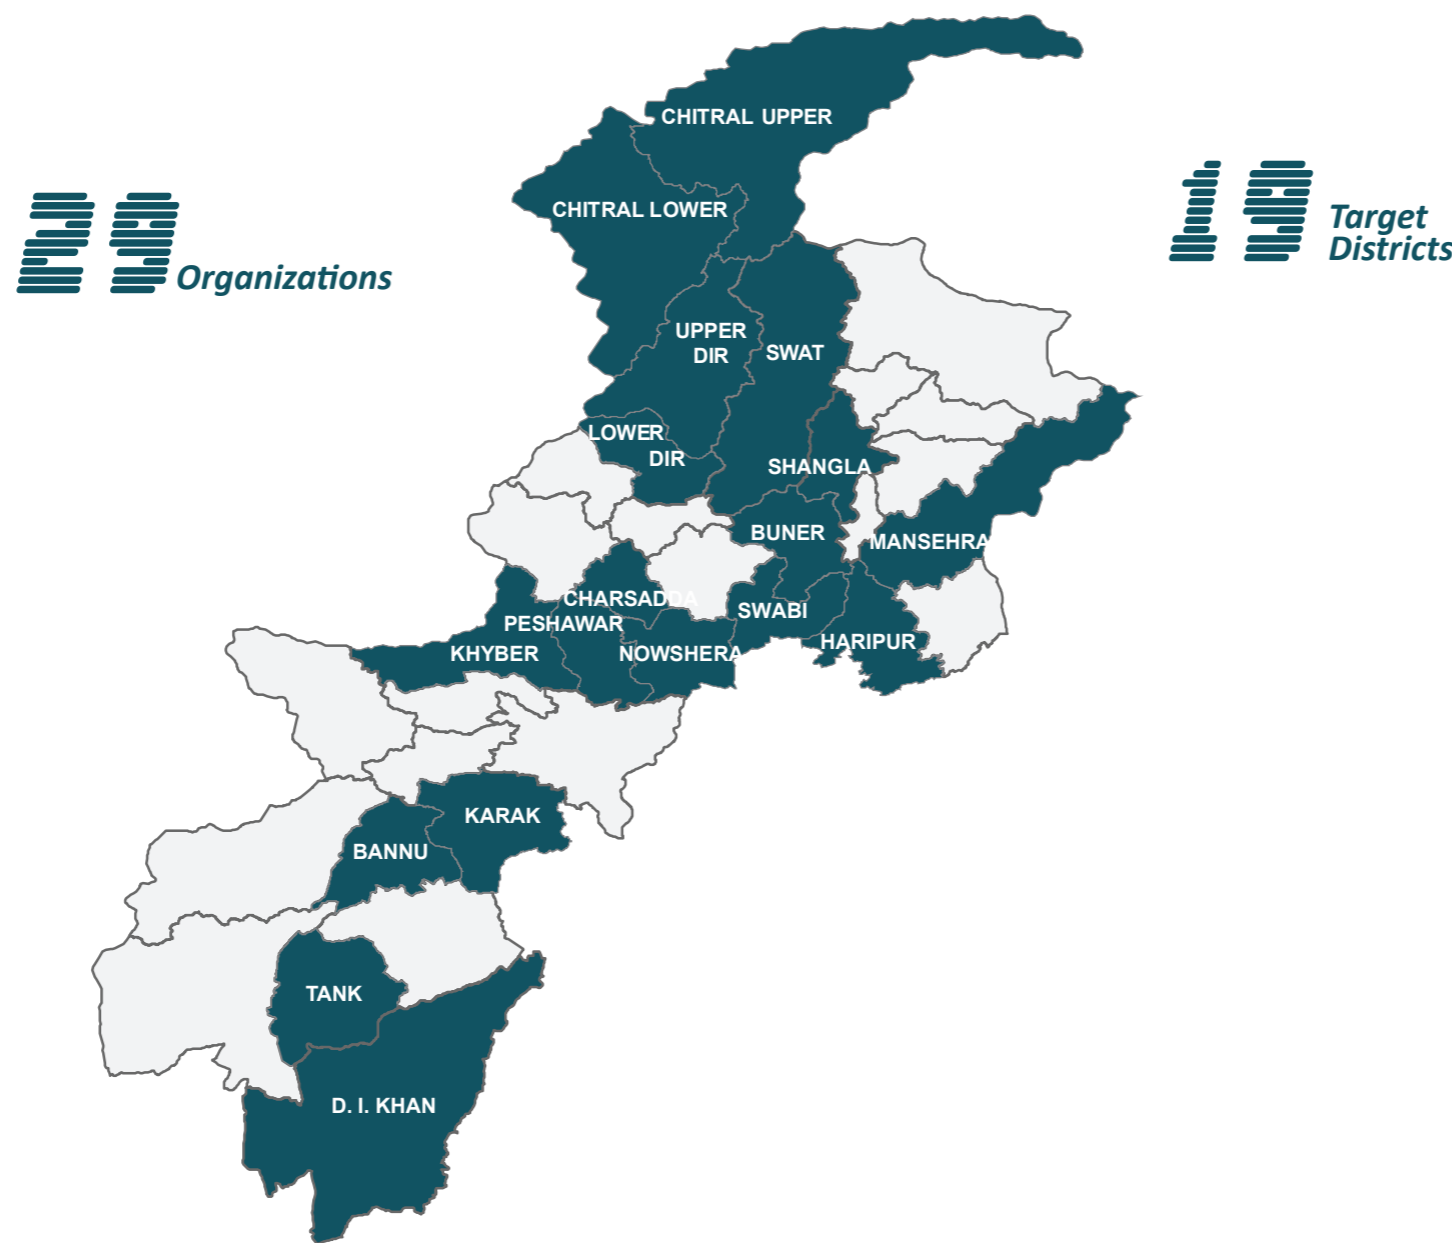 CHITRAL UPPER
29 Organizations
19 Target
Districts
CHITRAL LOWER
UPPER
DIR
SWAT
LOWER
DIR
SHANGLA
BUNER
MANSEHRA
CHARSADDA
SWABI
PESHAWAR
HARIPUR
KHYBER
NOWSHERA
KARAK
BANNU
TANK
D. I. KHAN